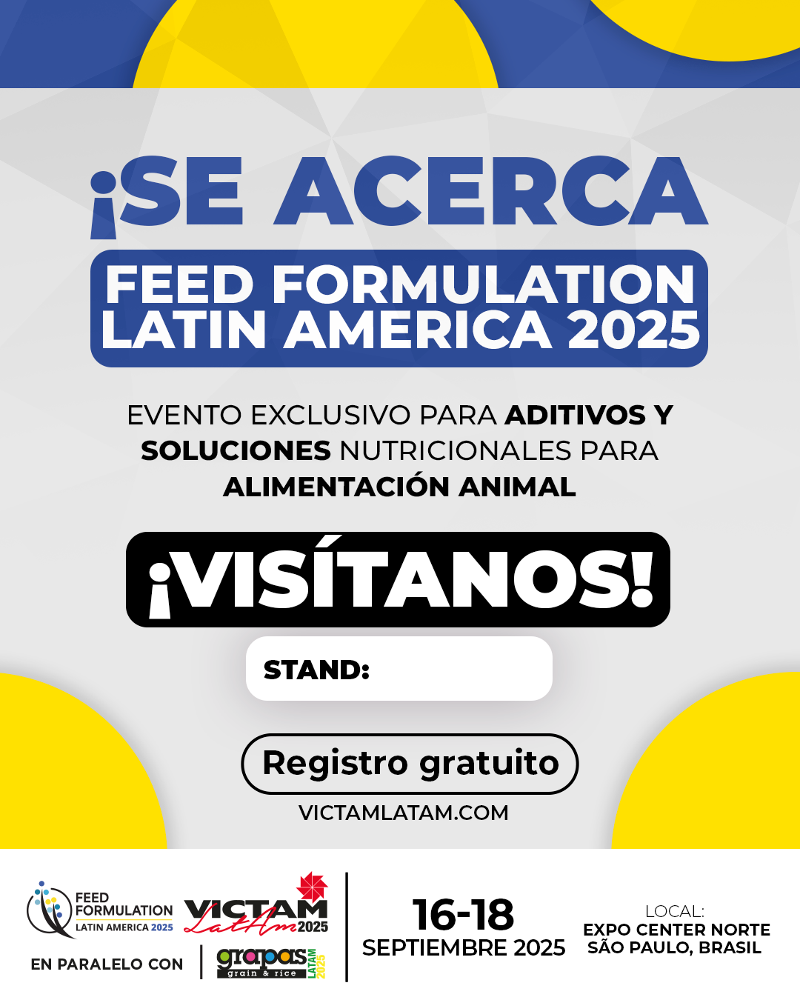 ¡SE ACERCA
FEED FORMULATION
LATIN AMERICA 2025
EVENTO EXCLUSIVO PARA ADITIVOS Y
SOLUCIONES NUTRICIONALES PARA
ALIMENTACIÓN ANIMAL
¡VISÍTANOS!
STAND:
Registro gratuito
VICTAMLATAM.COM
FEED
FORMULATION
LATIN AMERICA 2025
VICTAM
LatAm 2025
EN PARALELO CON
grapas
grain & rice
LATAM
2025
16-18
SEPTIEMBRE 2025
LOCAL:
EXPO CENTER NORTE
SÃO PAULO, BRASIL